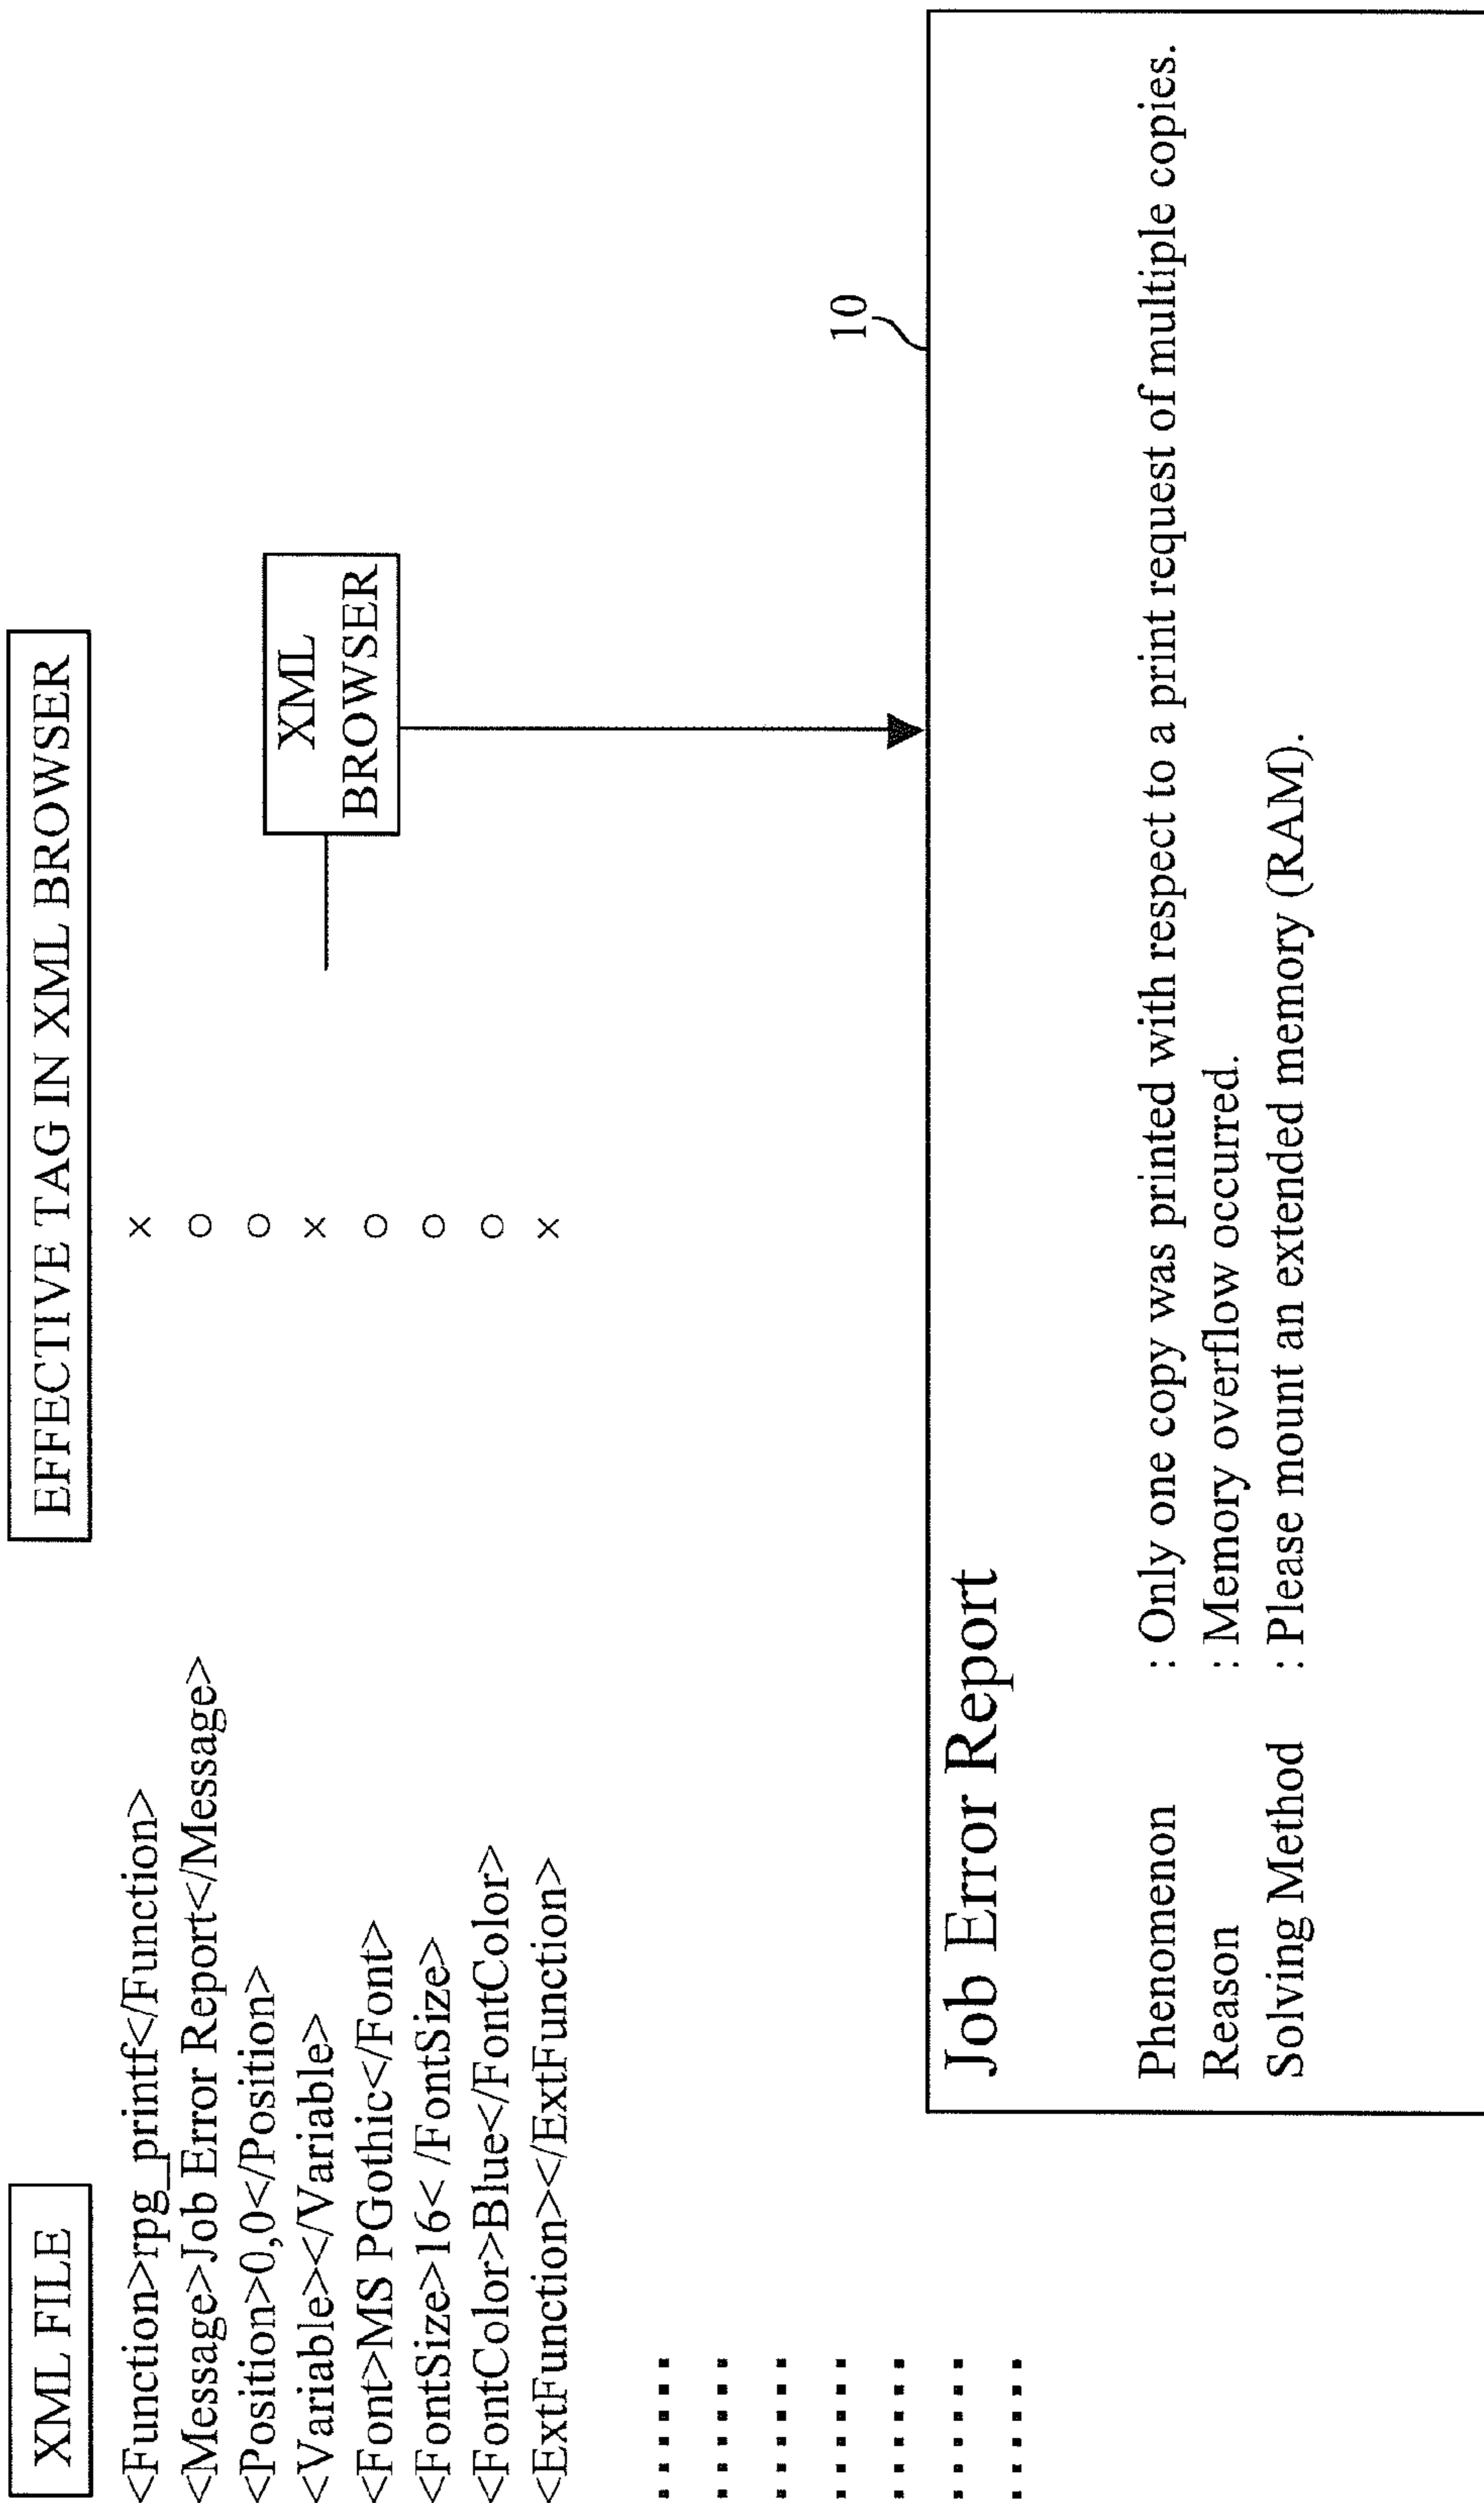 XML FILE
EFFECTIVE TAG IN XML BROWSER
<Function>rpg_printf</Function> ×
<Message>Job Error Report</Message> ○
<Position>0,0</Position> ○
<Variable></Variable> ×
<Font>MS PGothic</Font> ○
<FontSize>16</FontSize> ○
<FontColor>Blue</FontColor> ○
<ExtFunction></ExtFunction> ×
XML
BROWSER
10
Job Error Report
Phenomenon : Only one copy was printed with respect to a print request of multiple copies.
Reason : Memory overflow occurred.
Solving Method : Please mount an extended memory (RAM).